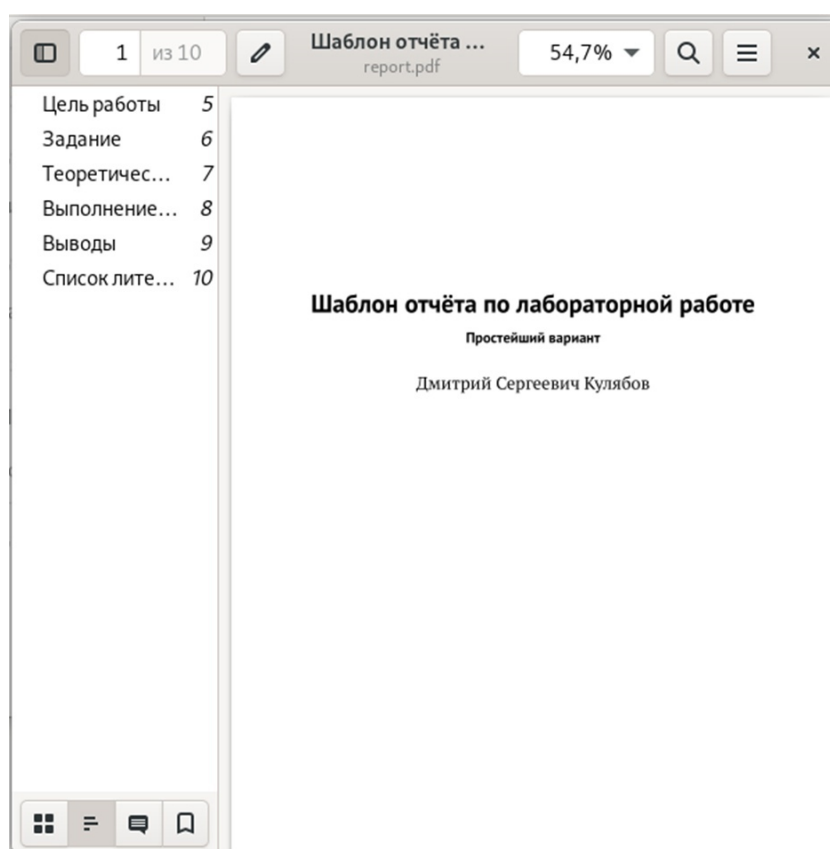 1 из 10 Шаблон отчёта ... 54,7%
report.pdf
Цель работы 5
Задание 6
Теоретичес... 7
Выполнение... 8
Выводы 9
Список лите... 10
Шаблон отчёта по лабораторной работе
Простейший вариант
Дмитрий Сергеевич Кулябов